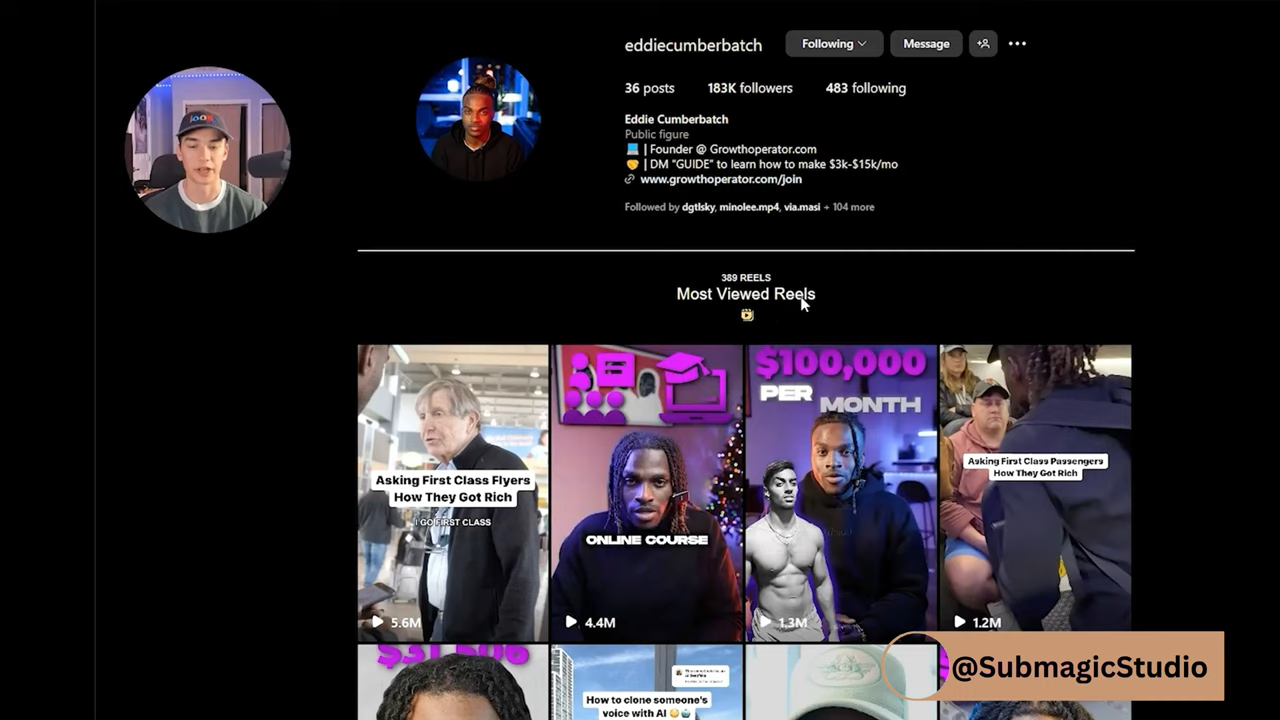 eddiecumberbatch
Following
Message
36 posts
183K followers
483 following
Eddie Cumberbatch
Public figure
| Founder @ Growthoperator.com
| DM "GUIDE" to learn how to make $3k-$15k/mo
www.growthoperator.com/join
Followed by dgtlsky, minolee.mp4, via.masi + 104 more
389 REELS
Most Viewed Reels
Asking First Class Flyers
How They Got Rich
I GO FIRST CLASS
5.6M
ONLINE COURSE
4.4M
$100,000
PER
MONTH
1.3M
Asking First Class Passengers
How They Got Rich
1.2M
How to clone someone's
voice with AI
@SubmagicStudio